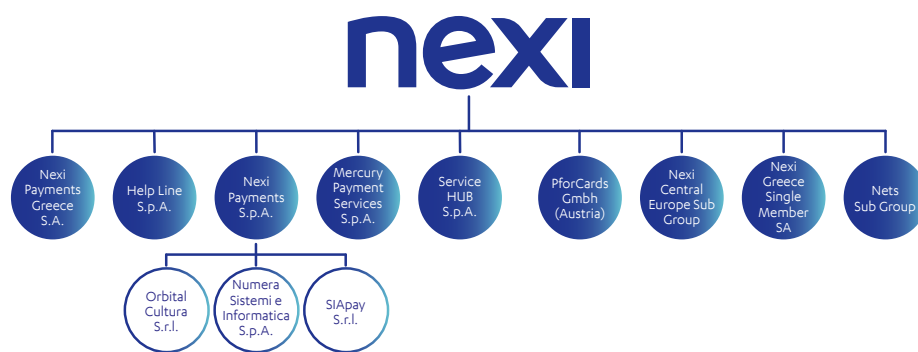 nexi
Nexi
Payments
Greece
S.A.
Help Line
S.p.A.
Nexi
Payments
S.p.A.
Mercury
Payment
Services
S.p.A.
Service
HUB
S.p.A.
PforCards
Gmbh
(Austria)
Nexi
Central
Europe Sub
Group
Nexi
Greece
Single
Member
SA
Nets
Sub Group
Orbital
Cultura
S.r.l.
Numera
Sistemi e
Informatica
S.p.A.
SIApay
S.r.l.